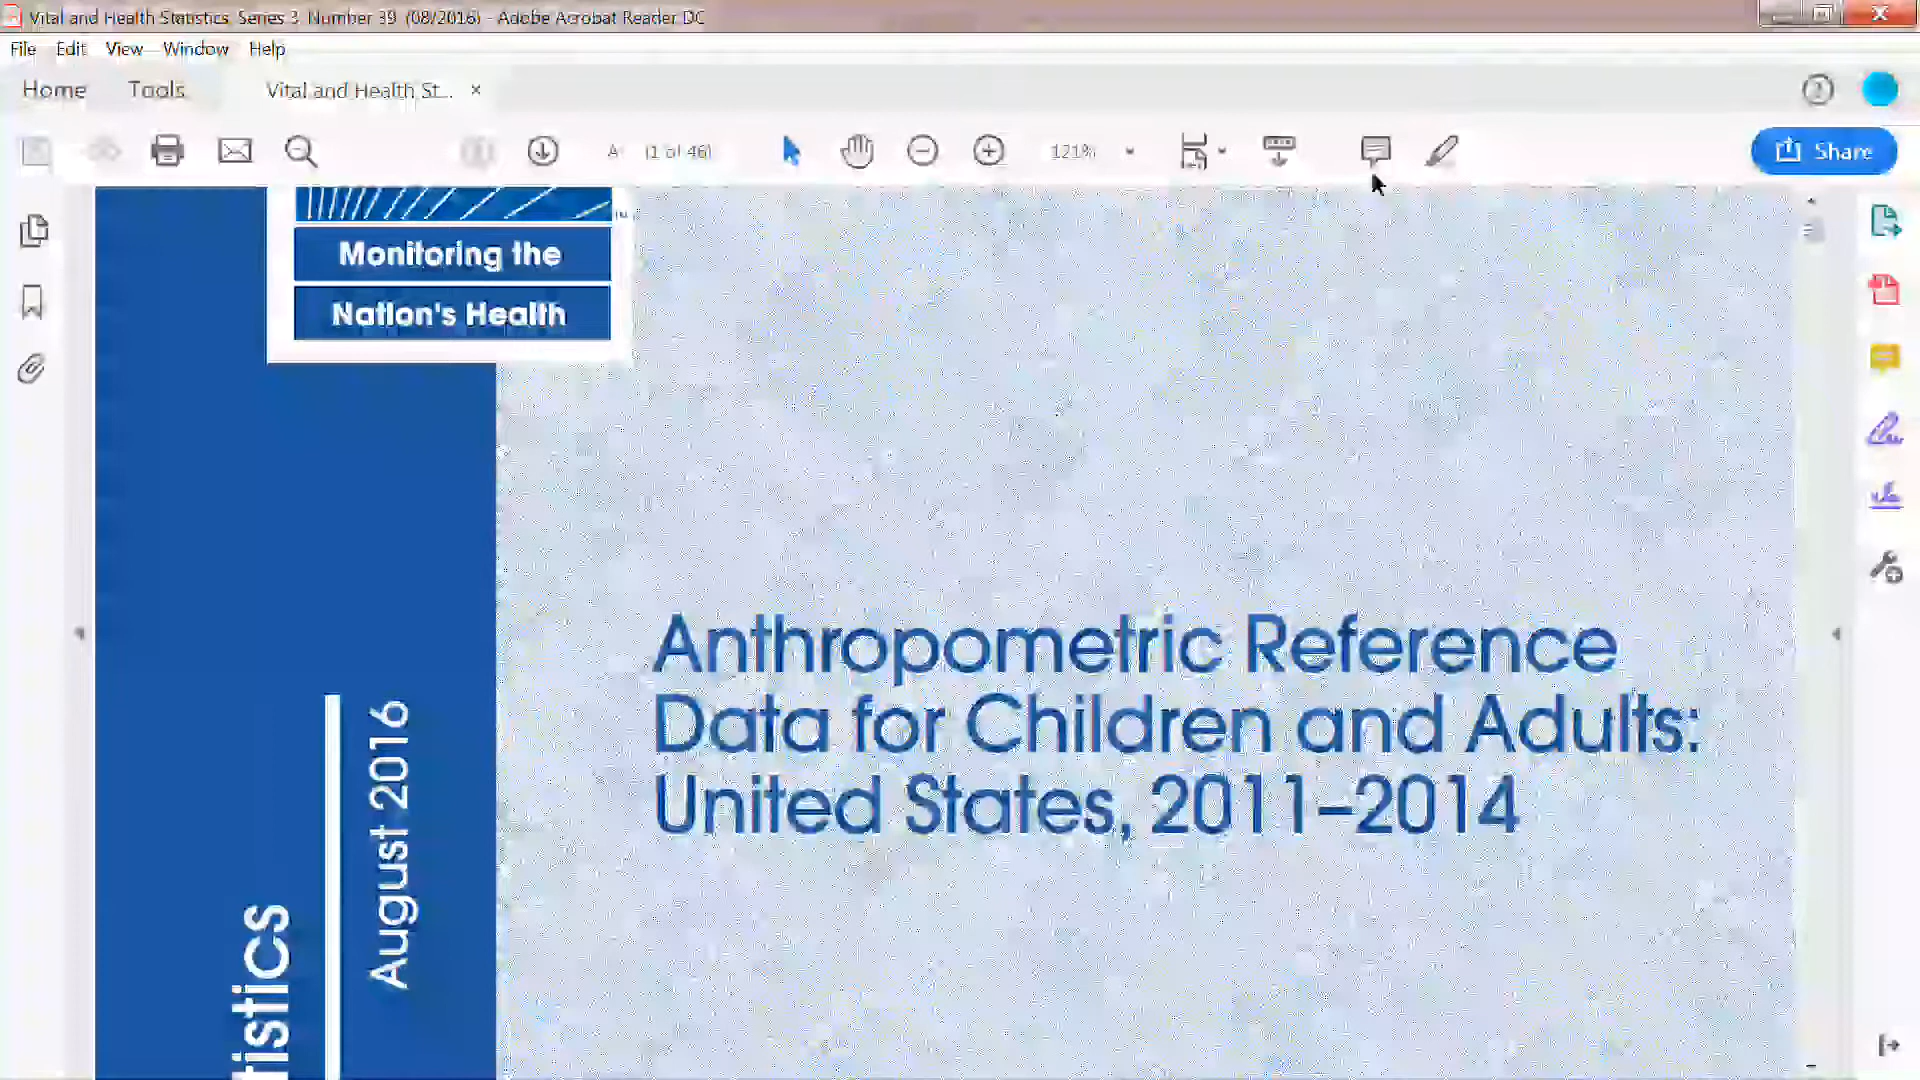 Vital and Health Statistics, Series 3, Number 39 (08/2016) - Adobe Acrobat Reader DC
File Edit View Window Help
Home Tools Vital and Health St... ×
(1 of 46) 121% Share
Monitoring the
Nation's Health
Anthropometric Reference
Data for Children and Adults:
United States, 2011–2014
August 2016
tistics